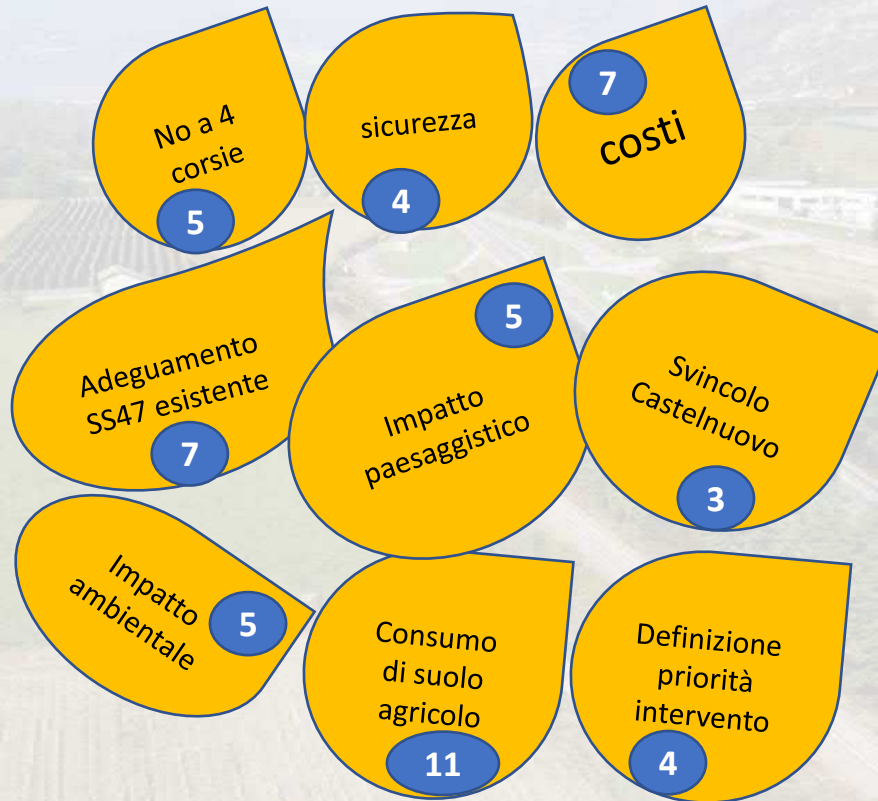 No a 4
corsie
5
sicurezza
4
7
costi
Adeguamento
SS47 esistente
7
5
Impatto
paesaggistico
Svincolo
Castelnuovo
3
Impatto
ambientale
5
Consumo
di suolo
agricolo
11
Definizione
priorità
intervento
4